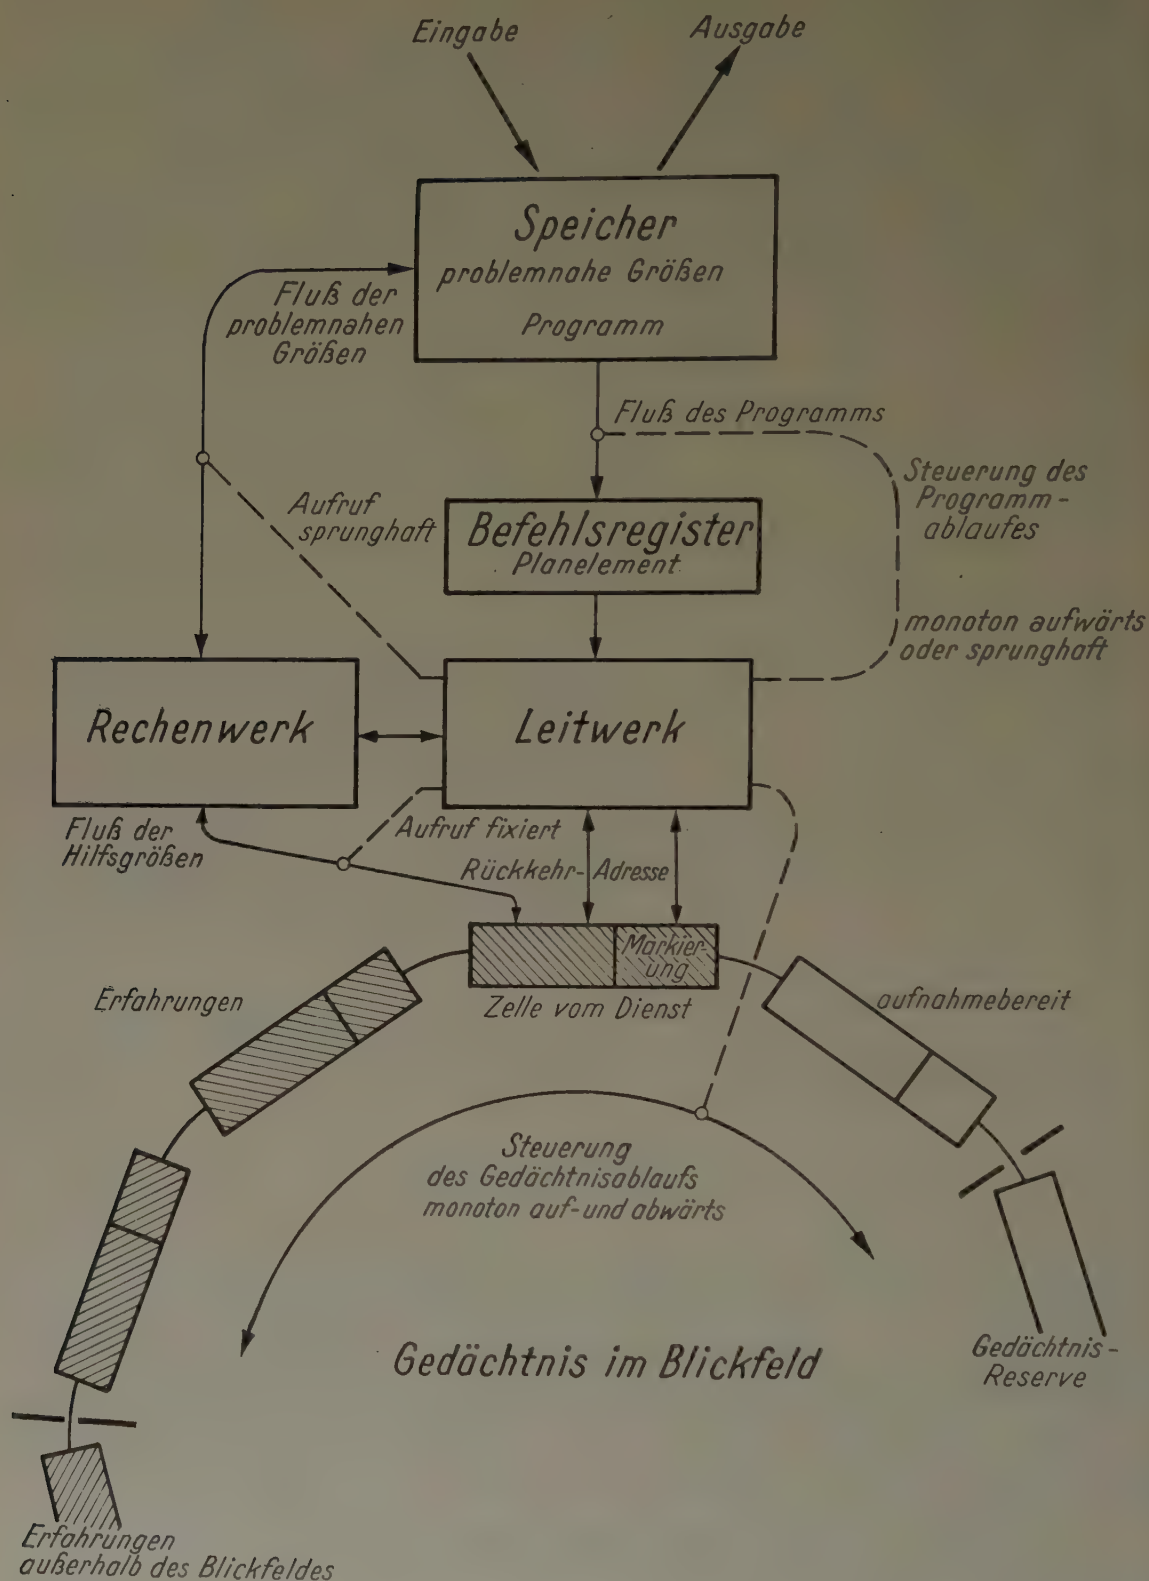 Eingabe
Ausgabe
Speicher
problemnahe Größen
Programm
Fluß der
problemnahen
Größen
Fluß des Programms
Steuerung des
Programm-
ablaufes
monoton aufwärts
oder sprunghaft
Aufruf
sprunghaft
Befehlsregister
Planelement
Rechenwerk
Leitwerk
Fluß der
Hilfsgrößen
Aufruf fixiert
Rückkehr-Adresse
Markier-
ung
Zelle vom Dienst
Erfahrungen
aufnahmebereit
Steuerung
des Gedächtnisablaufs
monoton auf-und abwärts
Gedächtnis im Blickfeld
Gedächtnis-
Reserve
Erfahrungen
außerhalb des Blickfeldes